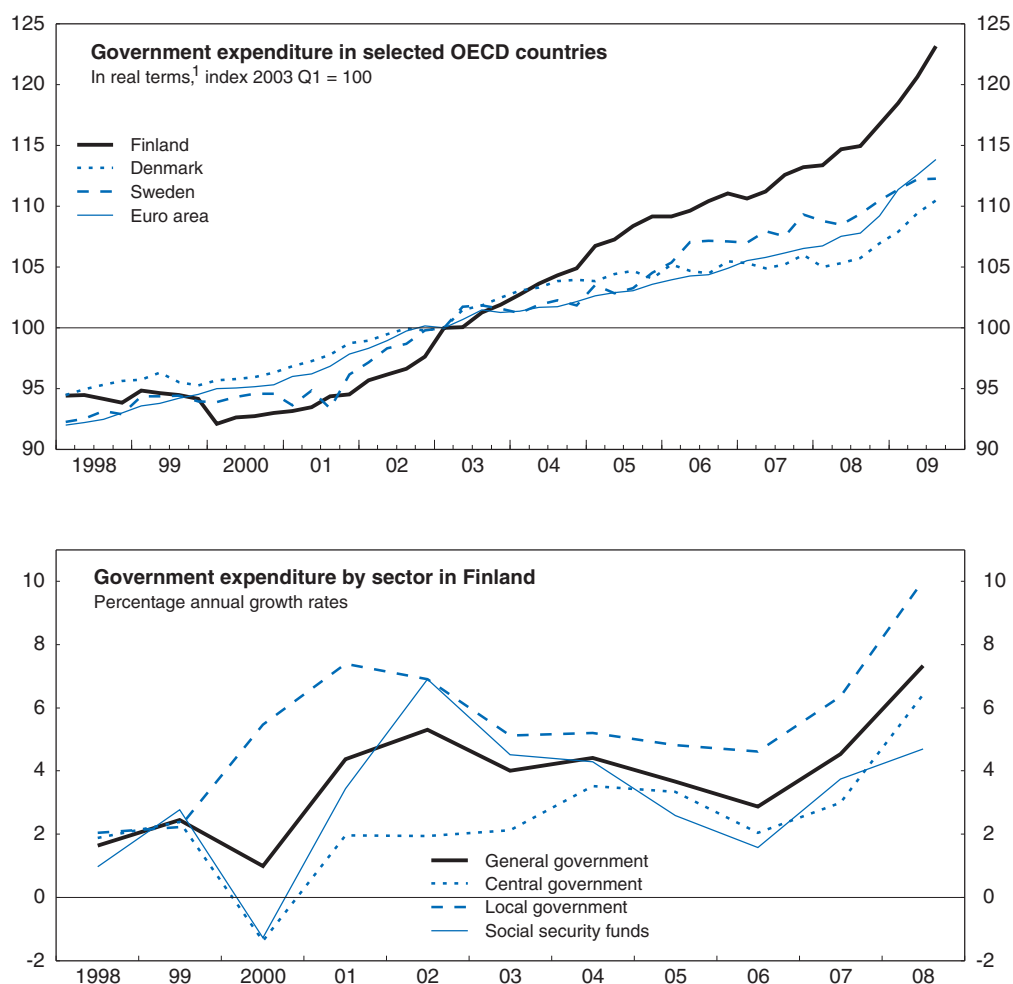 Government expenditure in selected OECD countries
In real terms,1 index 2003 Q1 = 100
125 125
120 120
115 115
110 110
105 105
100 100
95 95
90 90
Finland
Denmark
Sweden
Euro area
1998 99 2000 01 02 03 04 05 06 07 08 09
Government expenditure by sector in Finland
Percentage annual growth rates
10 10
8 8
6 6
4 4
2 2
0 0
-2 -2
General government
Central government
Local government
Social security funds
1998 99 2000 01 02 03 04 05 06 07 08